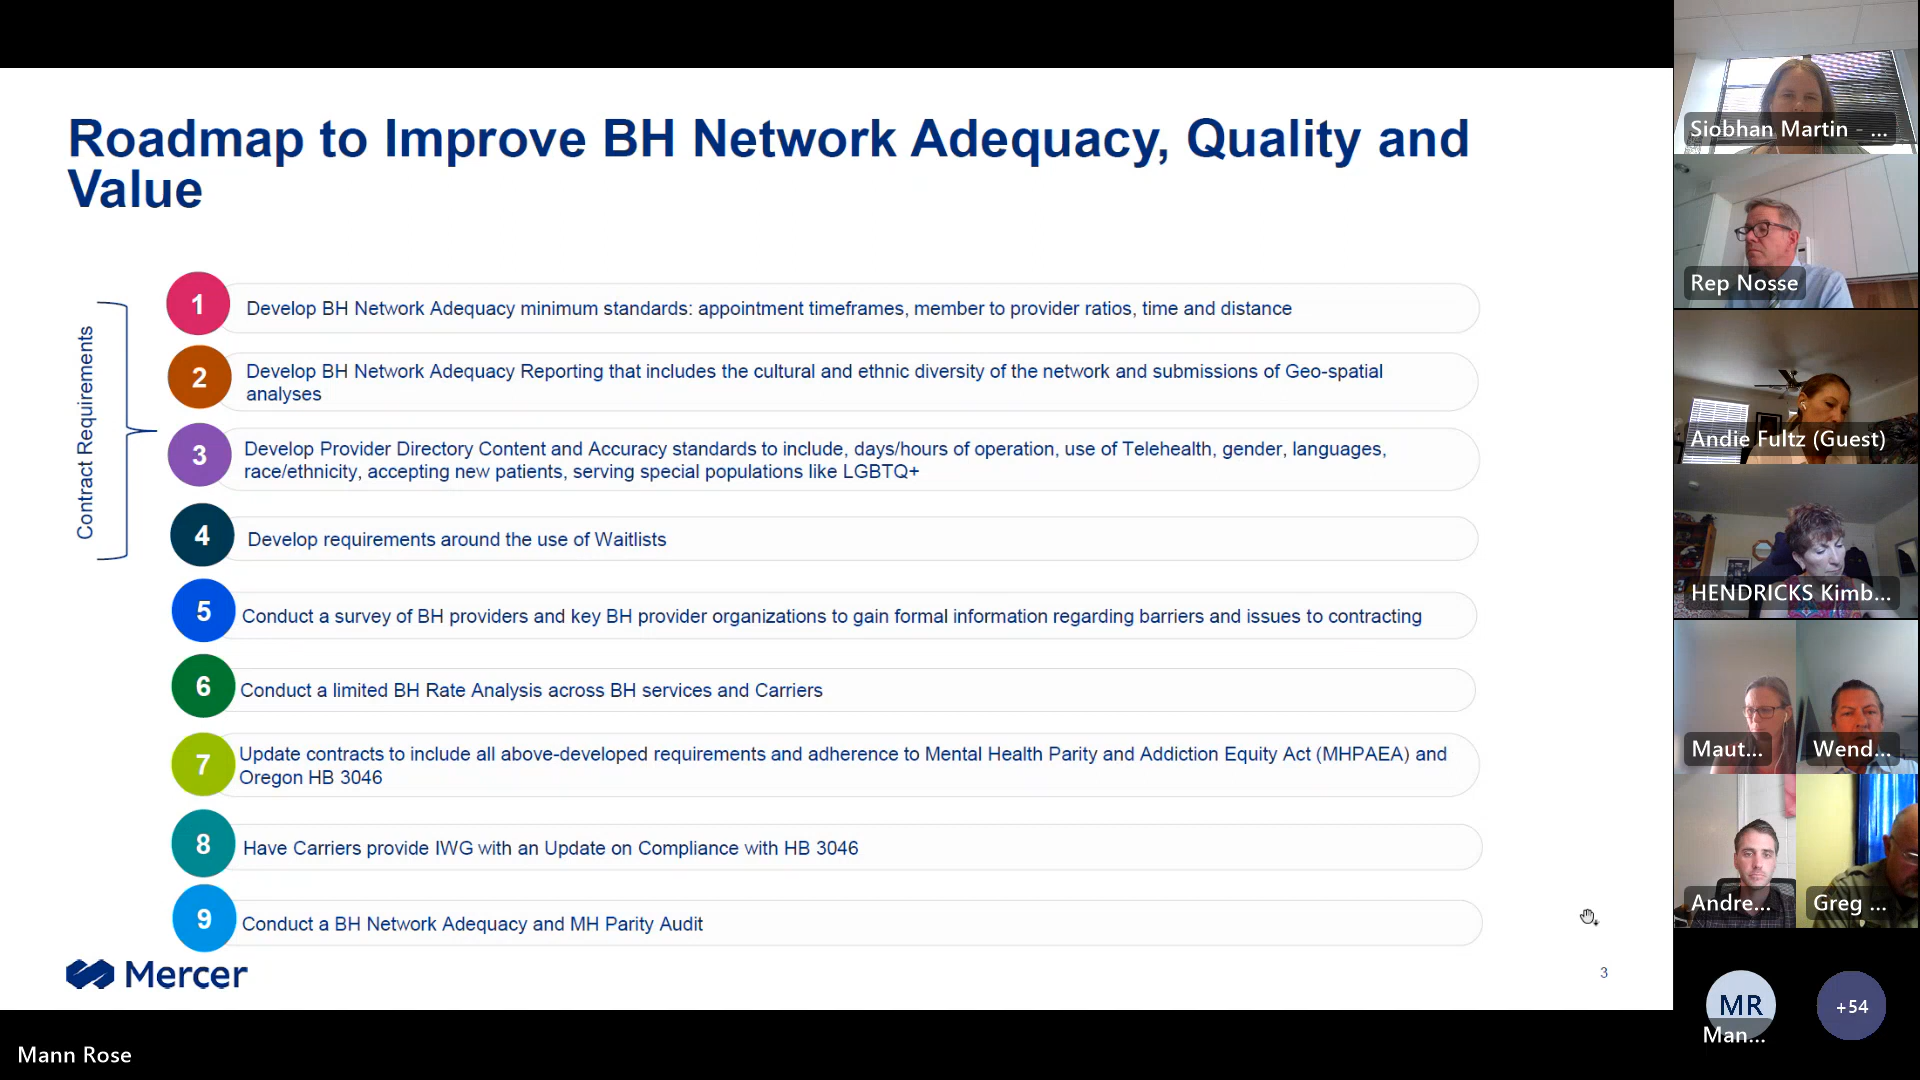 Roadmap to Improve BH Network Adequacy, Quality and
Value
Contract Requirements
1
Develop BH Network Adequacy minimum standards: appointment timeframes, member to provider ratios, time and distance
2
Develop BH Network Adequacy Reporting that includes the cultural and ethnic diversity of the network and submissions of Geo-spatial
analyses
3
Develop Provider Directory Content and Accuracy standards to include, days/hours of operation, use of Telehealth, gender, languages,
race/ethnicity, accepting new patients, serving special populations like LGBTQ+
4
Develop requirements around the use of Waitlists
5
Conduct a survey of BH providers and key BH provider organizations to gain formal information regarding barriers and issues to contracting
6
Conduct a limited BH Rate Analysis across BH services and Carriers
7
Update contracts to include all above-developed requirements and adherence to Mental Health Parity and Addiction Equity Act (MHPAEA) and
Oregon HB 3046
8
Have Carriers provide IWG with an Update on Compliance with HB 3046
9
Conduct a BH Network Adequacy and MH Parity Audit
Mercer
3
Mann Rose
Siobhan Martin - ...
Rep Nosse
Andie Fultz (Guest)
HENDRICKS Kimb...
Maut...
Wend...
Andre...
Greg ...
MR
Man...
+54